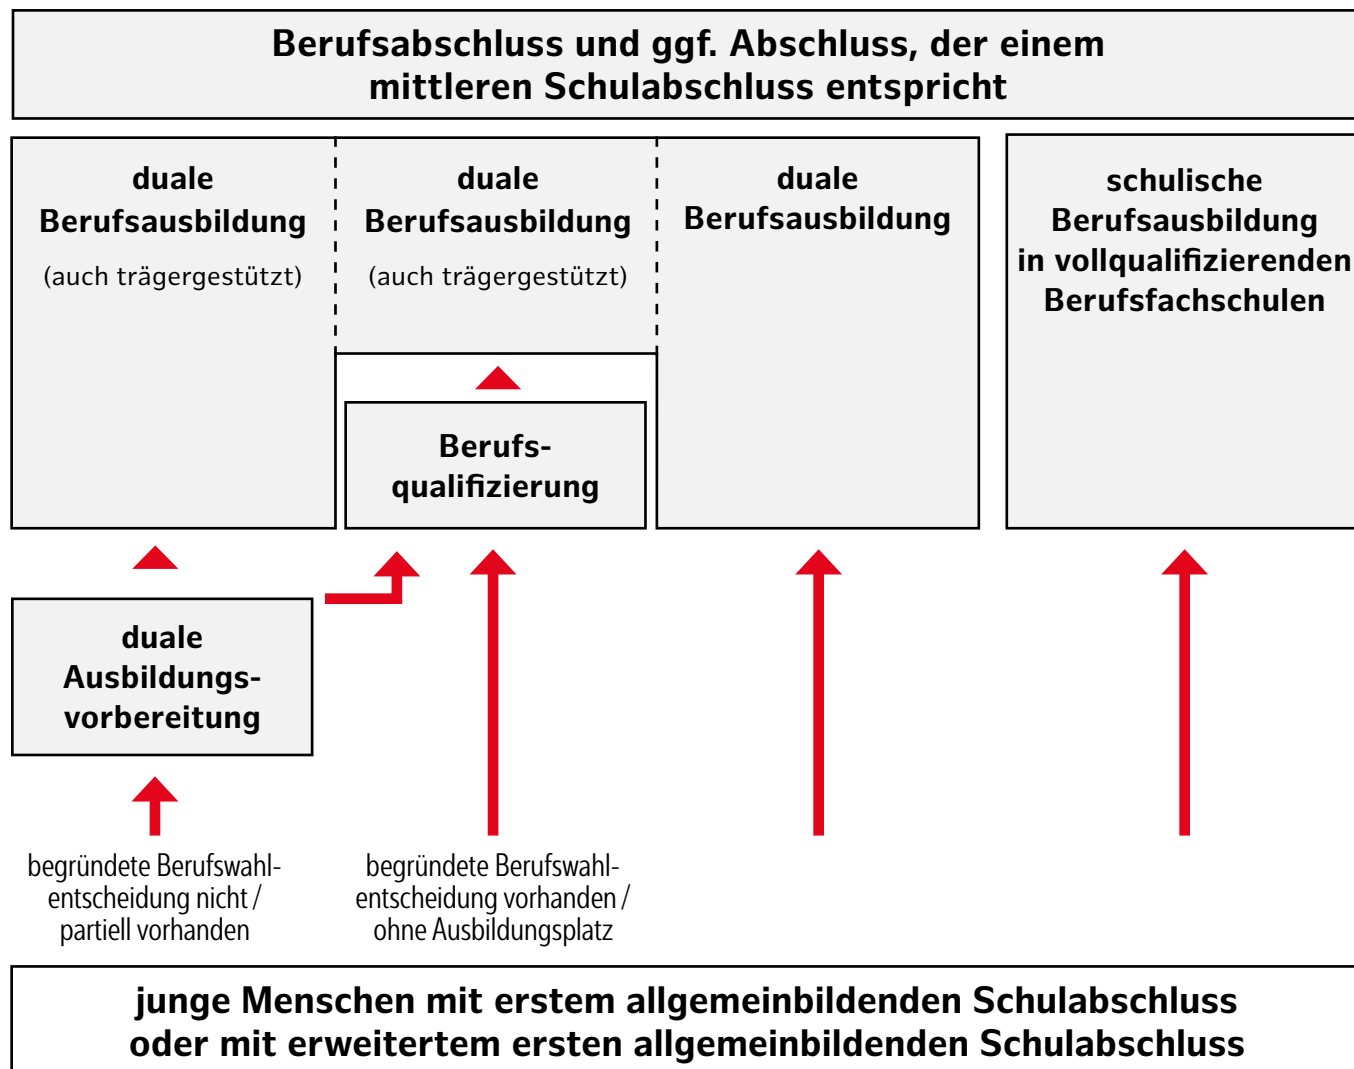 Berufsabschluss und ggf. Abschluss, der einem
mittleren Schulabschluss entspricht
duale
Berufsausbildung
(auch trägergestützt)
duale
Berufsausbildung
(auch trägergestützt)
duale
Berufsausbildung
schulische
Berufsausbildung
in vollqualifizierenden
Berufsfachschulen
Berufs-
qualifizierung
duale
Ausbildungs-
vorbereitung
begründete Berufswahl-
entscheidung nicht /
partiell vorhanden
begründete Berufswahl-
entscheidung vorhanden /
ohne Ausbildungsplatz
junge Menschen mit erstem allgemeinbildenden Schulabschluss
oder mit erweitertem ersten allgemeinbildenden Schulabschluss